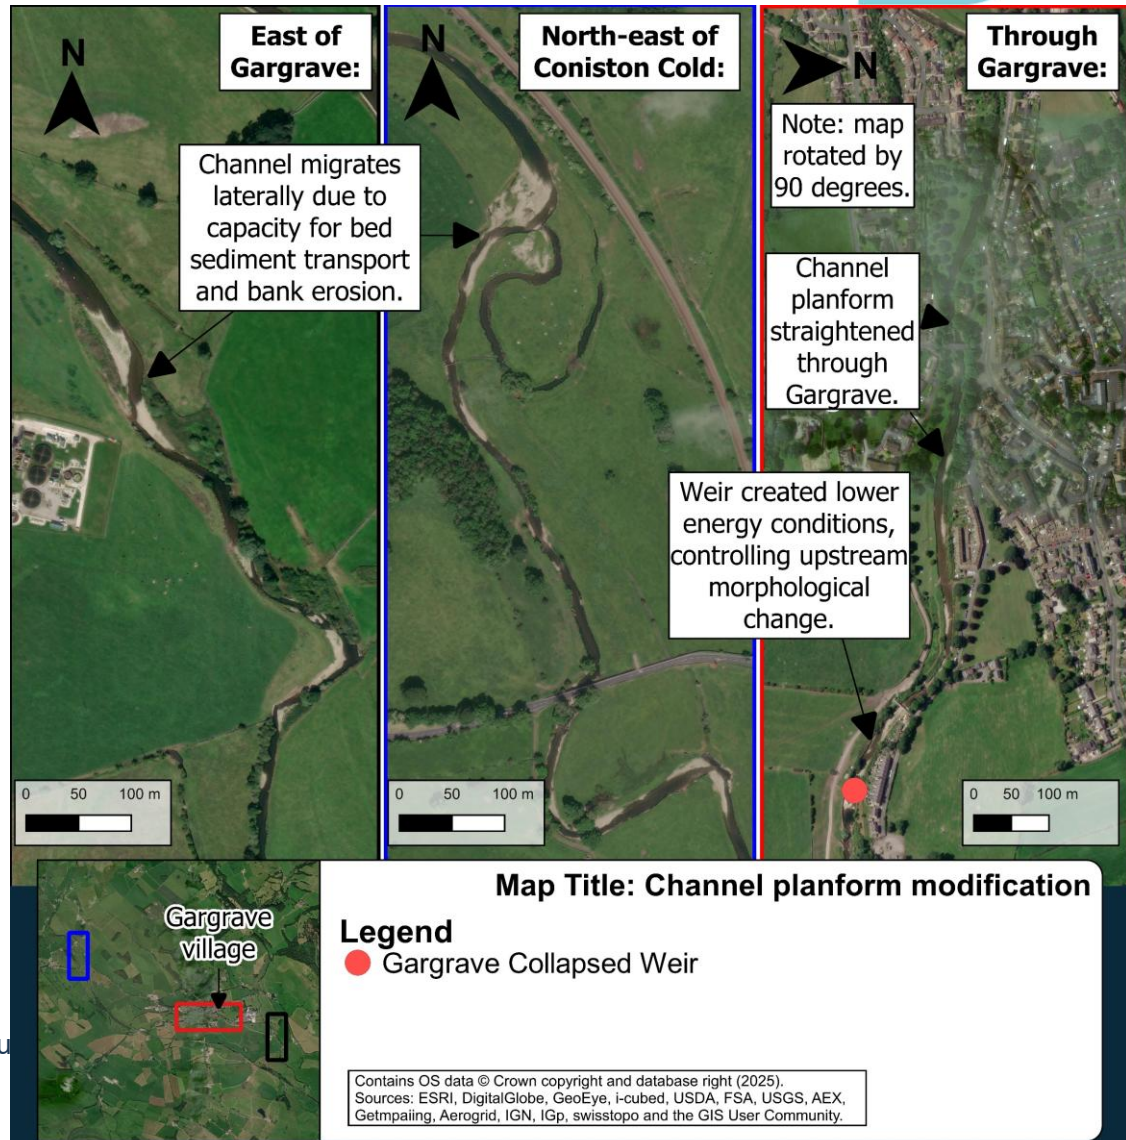 East of
Gargrave:
N
Channel migrates
laterally due to
capacity for bed
sediment transport
and bank erosion.
0 50 100 m
North-east of
Coniston Cold:
N
0 50 100 m
Through
Gargrave:
N
Note: map
rotated by
90 degrees.
Channel
planform
straightened
through
Gargrave.
Weir created lower
energy conditions,
controlling upstream
morphological
change.
0 50 100 m
Gargrave
village
Map Title: Channel planform modification
Legend
Gargrave Collapsed Weir
Contains OS data © Crown copyright and database right (2025).
Sources: ESRI, DigitalGlobe, GeoEye, i-cubed, USDA, FSA, USGS, AEX,
Getmpaiing, Aerogrid, IGN, IGp, swisstopo and the GIS User Community.